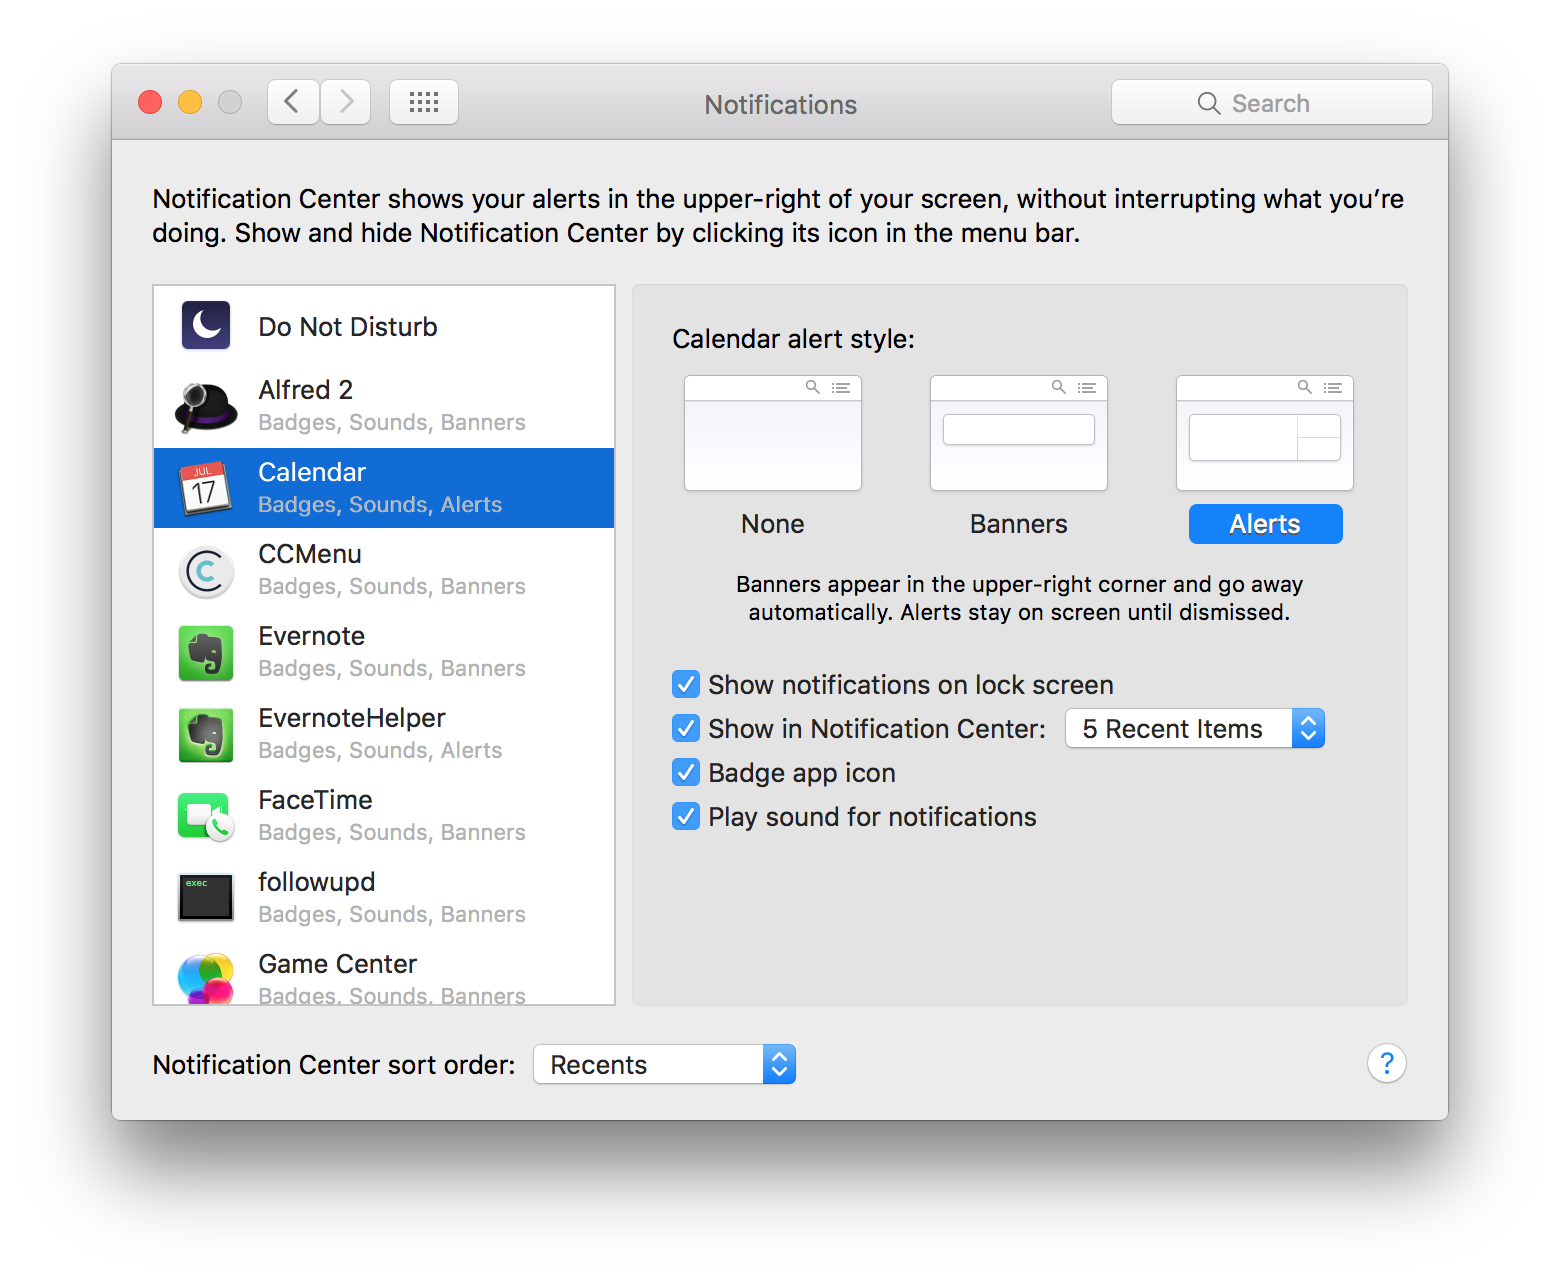 Notifications
Search
Notification Center shows your alerts in the upper-right of your screen, without interrupting what you’re
doing. Show and hide Notification Center by clicking its icon in the menu bar.
Do Not Disturb
Alfred 2
Badges, Sounds, Banners
JUL
17
Calendar
Badges, Sounds, Alerts
CCMenu
Badges, Sounds, Banners
Evernote
Badges, Sounds, Banners
EvernoteHelper
Badges, Sounds, Alerts
FaceTime
Badges, Sounds, Banners
exec
followupd
Badges, Sounds, Banners
Game Center
Badges, Sounds, Banners
Calendar alert style:
None
Banners
Alerts
Banners appear in the upper-right corner and go away
automatically. Alerts stay on screen until dismissed.
Show notifications on lock screen
Show in Notification Center: 5 Recent Items
Badge app icon
Play sound for notifications
Notification Center sort order: Recents
?